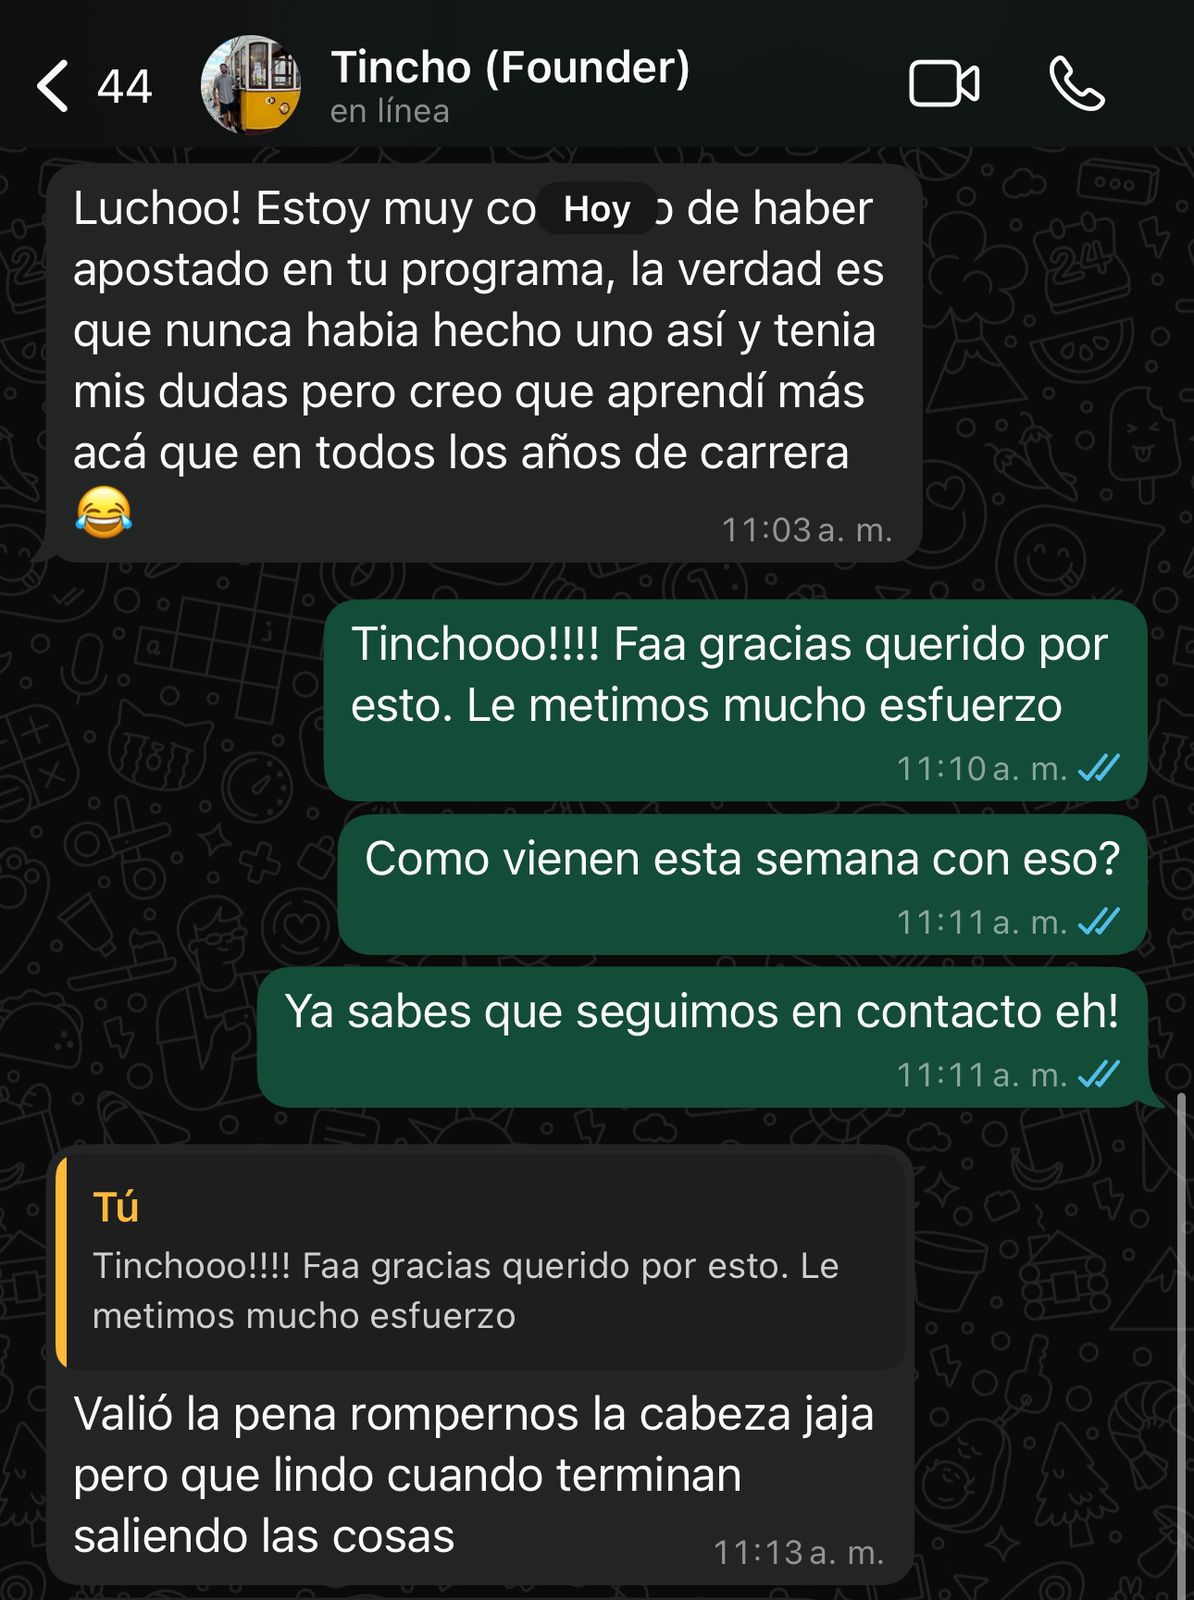 44
Tincho (Founder)
en línea
Hoy
Luchoo! Estoy muy de haber
apostado en tu programa, la verdad es
que nunca habia hecho uno así y tenia
mis dudas pero creo que aprendí más
acá que en todos los años de carrera
😂
11:03 a. m.
Tinchooo!!!! Faa gracias querido por
esto. Le metimos mucho esfuerzo
11:10 a. m.
Como vienen esta semana con eso?
11:11 a. m.
Ya sabes que seguimos en contacto eh!
11:11 a. m.
Tú
Tinchooo!!!! Faa gracias querido por esto. Le
metimos mucho esfuerzo
Valió la pena rompernos la cabeza jaja
pero que lindo cuando terminan
saliendo las cosas
11:13 a. m.